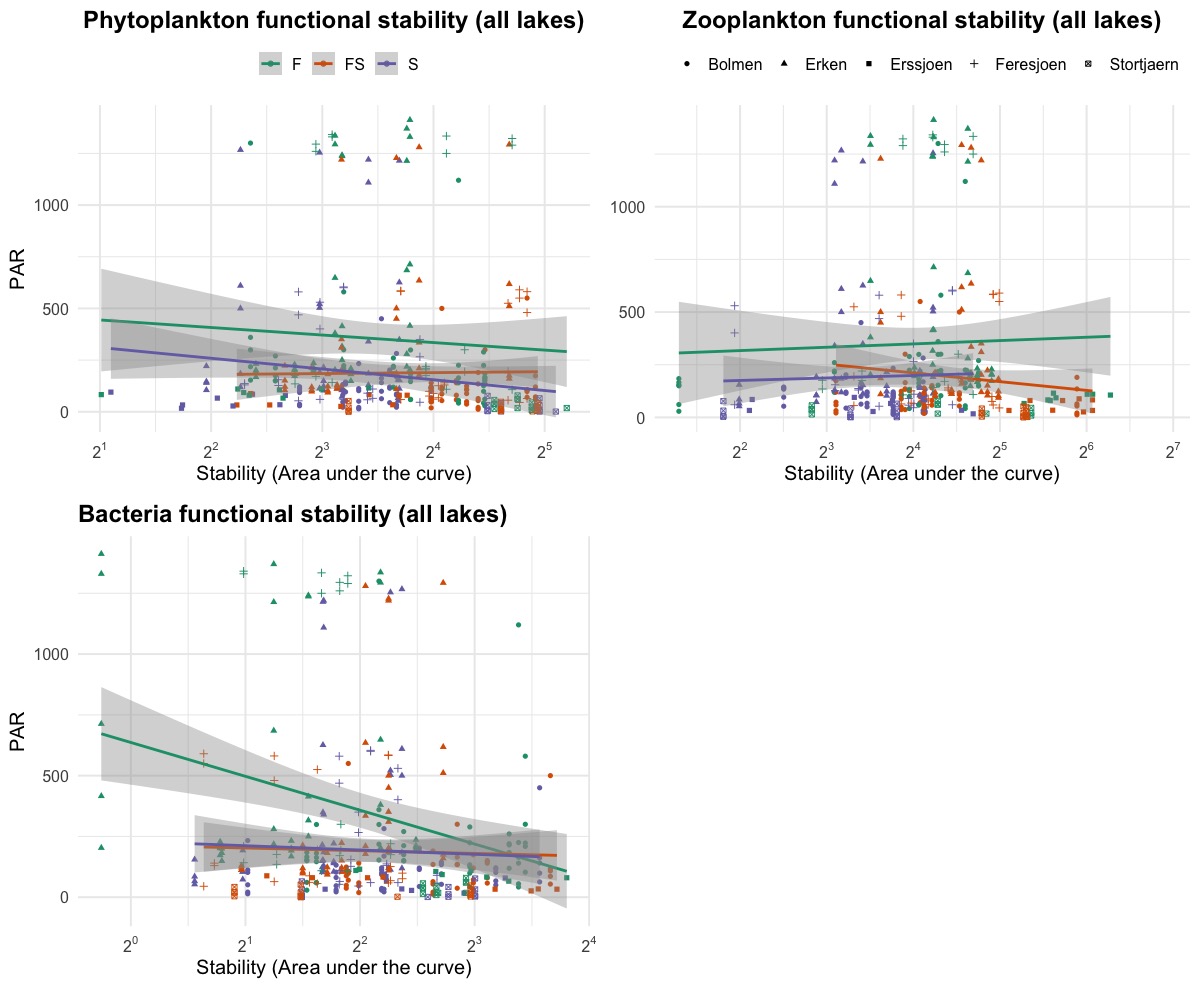 Phytoplankton functional stability (all lakes)
F FS S
PAR
1000
500
0
2^1 2^2 2^3 2^4 2^5
Stability (Area under the curve)
Zooplankton functional stability (all lakes)
Bolmen Erken Erssjoen Feresjoen Stortjaern
1000
500
0
2^2 2^3 2^4 2^5 2^6 2^7
Stability (Area under the curve)
Bacteria functional stability (all lakes)
PAR
1000
500
0
2^0 2^1 2^2 2^3 2^4
Stability (Area under the curve)